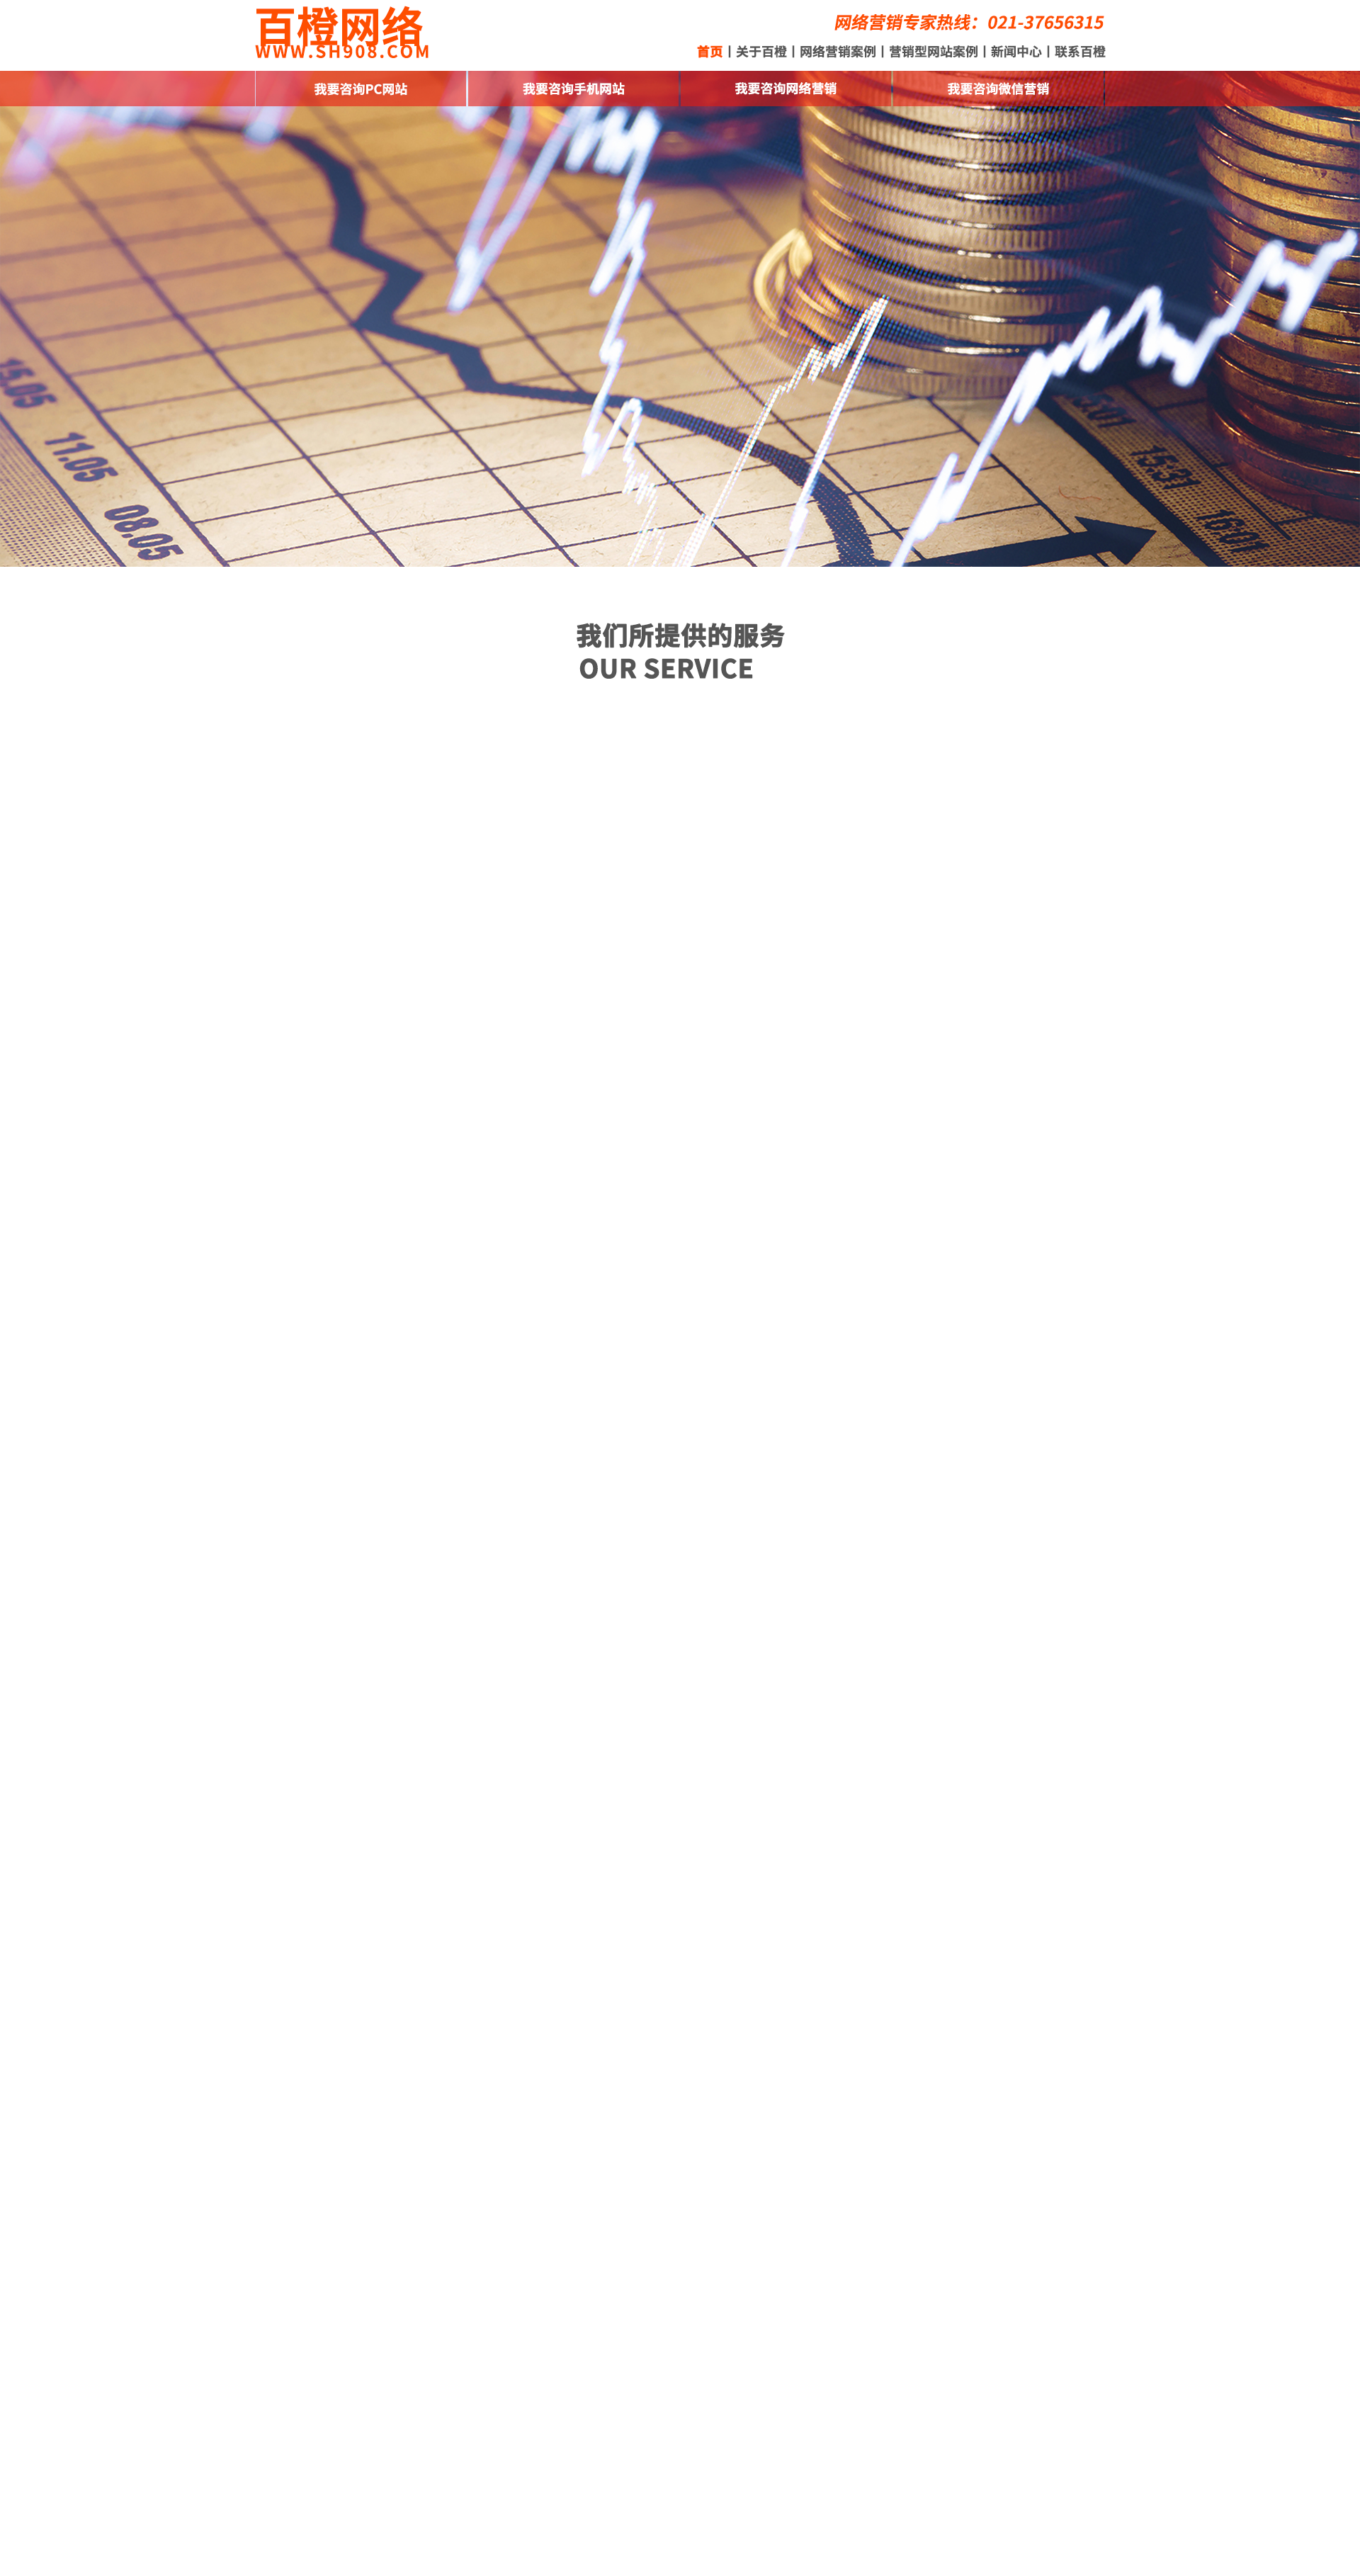 百橙网络
WWW.SH908.COM
网络营销专家热线：021-37656315
首页 | 关于百橙 | 网络营销案例 | 营销型网站案例 | 新闻中心 | 联系百橙
我要咨询PC网站
我要咨询手机网站
我要咨询网络营销
我要咨询微信营销
15.05
11.05
08.05
15.31
16.01
我们所提供的服务
OUR SERVICE